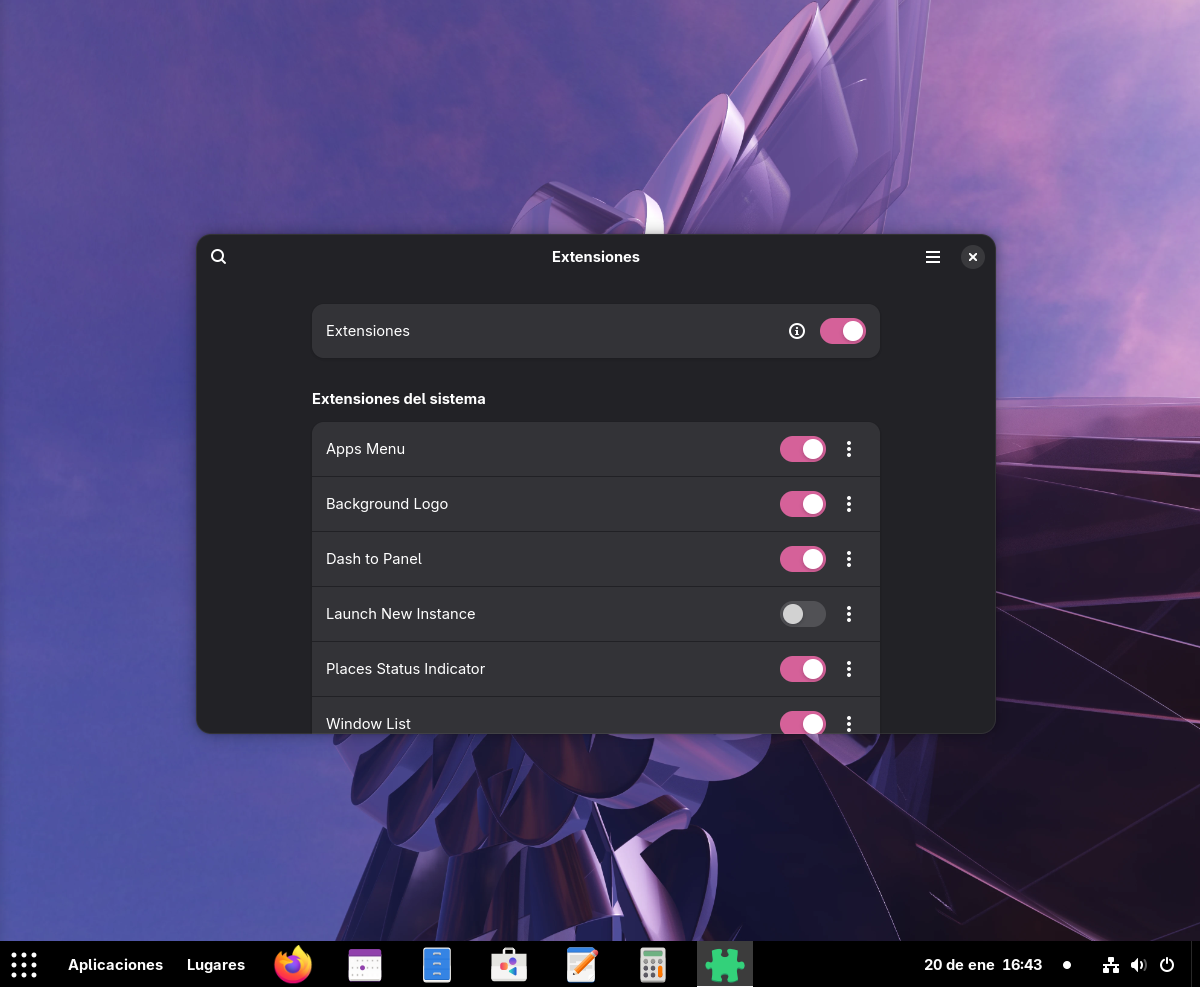 Extensiones
Extensiones
Extensiones del sistema
Apps Menu
Background Logo
Dash to Panel
Launch New Instance
Places Status Indicator
Window List
Aplicaciones Lugares 20 de ene 16:43